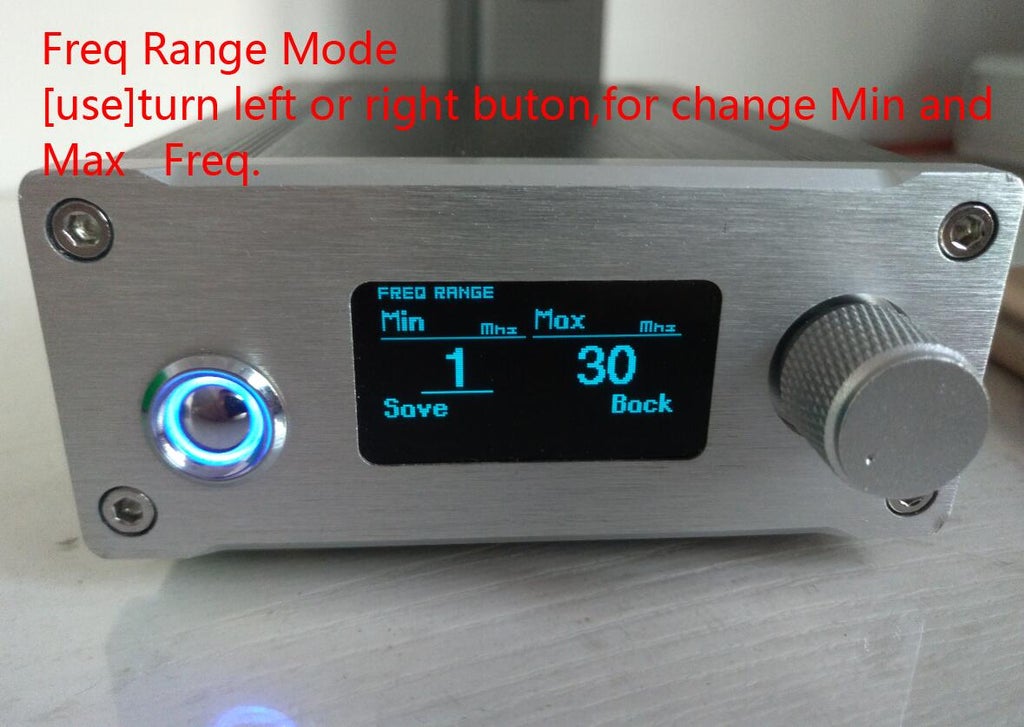 Freq Range Mode
[use]turn left or right buton,for change Min and
Max Freq.
FREQ RANGE
Min Mhz Max Mhz
1 30
Save Back